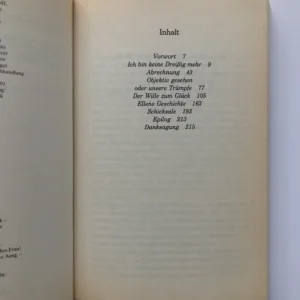 Inhalt
Vorwort 7
Ich bin keine Dreißig mehr 9
Abrechnung 43
Objektiv gesehen
oder unsere Trümpfe 77
Der Wille zum Glück 105
Ellens Geschichte 162
Schicksale 193
Epilog 213
Danksagung 215